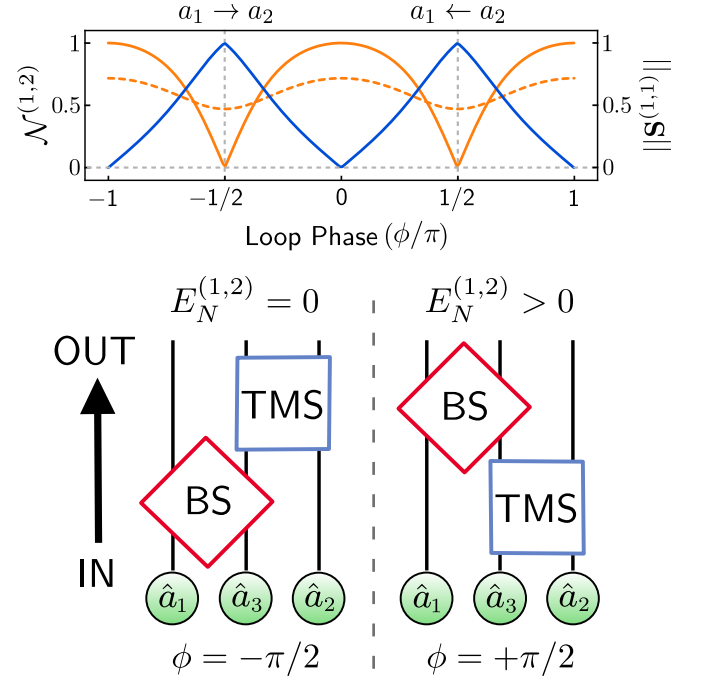 a₁ → a₂ a₁ ← a₂
1 1
0.5 0.5
0 0
𝒩⁽¹,²⁾
||S⁽¹,¹⁾||
−1 −1/2 0 1/2 1
Loop Phase (ϕ/π)
E_N^{(1,2)} = 0 E_N^{(1,2)} > 0
OUT
TMS BS
BS TMS
IN
â₁ â₃ â₂ â₁ â₃ â₂
ϕ = −π/2 ϕ = +π/2